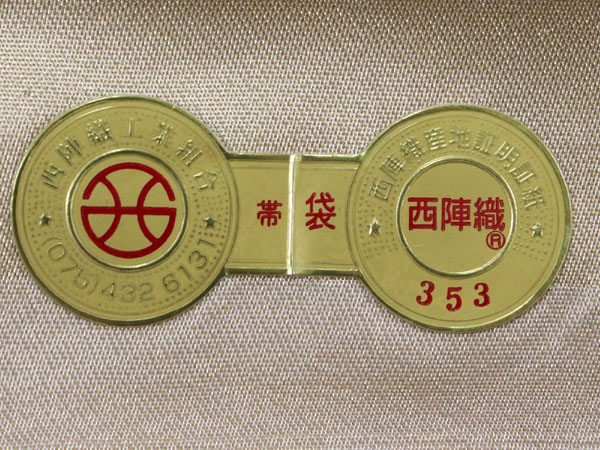 西陣織工業組合
(075)432 6131
帯 袋
西陣織産地証明証紙
西陣織
®
353